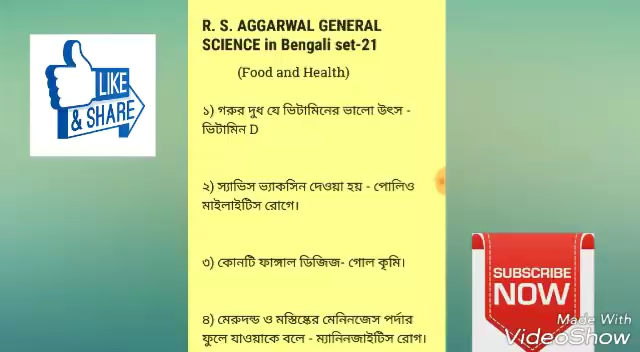 R. S. AGGARWAL GENERAL
SCIENCE in Bengali set-21
(Food and Health)
LIKE
& SHARE
১) গরুর দুধ যে ভিটামিনের ভালো উৎস -
ভিটামিন D
২) স্যাভিস ভ্যাকসিন দেওয়া হয় - পোলিও
মাইলাইটিস রোগে।
৩) কোনটি ফাঙ্গাল ডিজিজ- গোল কৃমি।
SUBSCRIBE
NOW
৪) মেরুদন্ড ও মস্তিষ্কের মেনিনজেস পর্দার
ফুলে যাওয়াকে বলে - ম্যানিনজাইটিস রোগ।
Made With
VideoShow